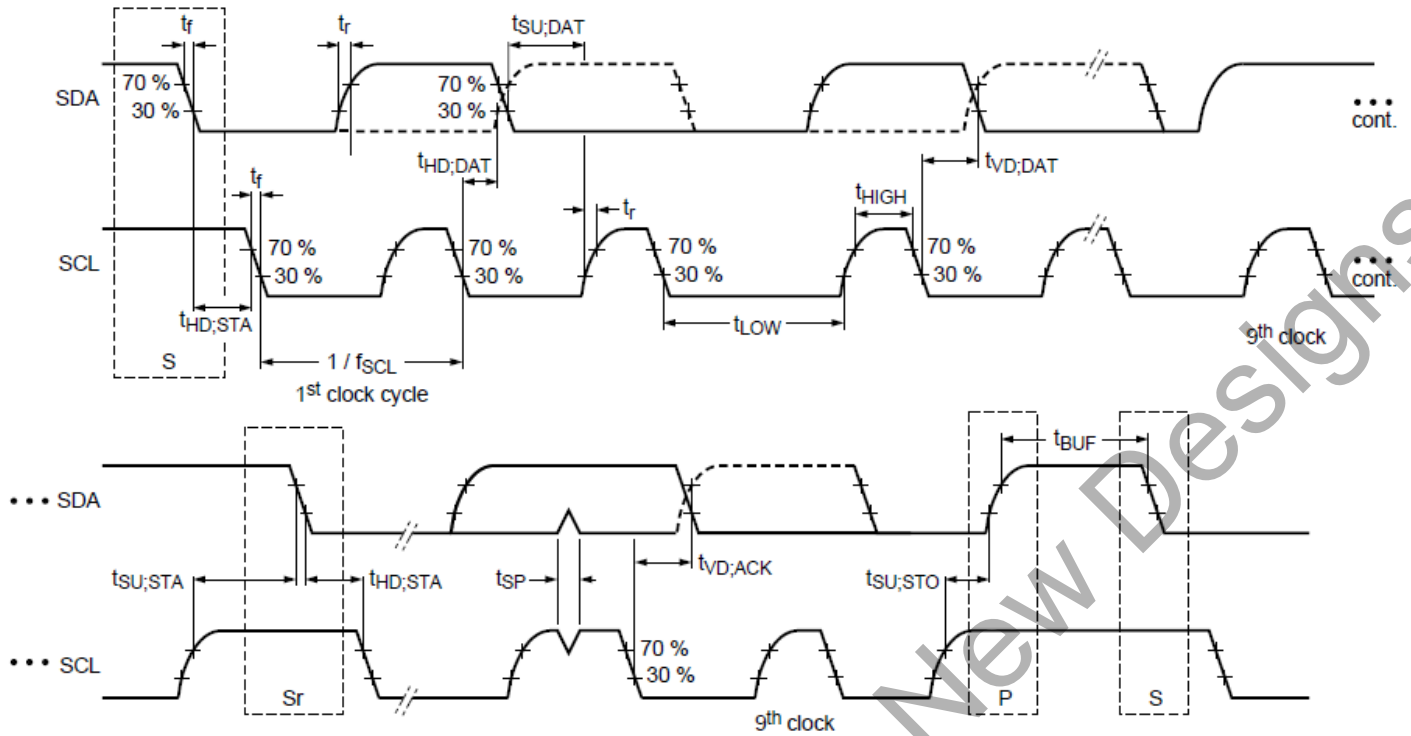 tf
tr
tSU;DAT
70 %
30 %
SDA
70 %
30 %
cont.
tHD;DAT
tVD;DAT
tf
tHIGH
tr
SCL
70 %
30 %
70 %
30 %
70 %
30 %
70 %
30 %
cont.
tHD;STA
tLOW
9th clock
S
1 / fSCL
1st clock cycle
tBUF
SDA
tSU;STA
tHD;STA
tSP
tVD;ACK
tSU;STO
SCL
70 %
30 %
Sr
P
S
9th clock
New Designs